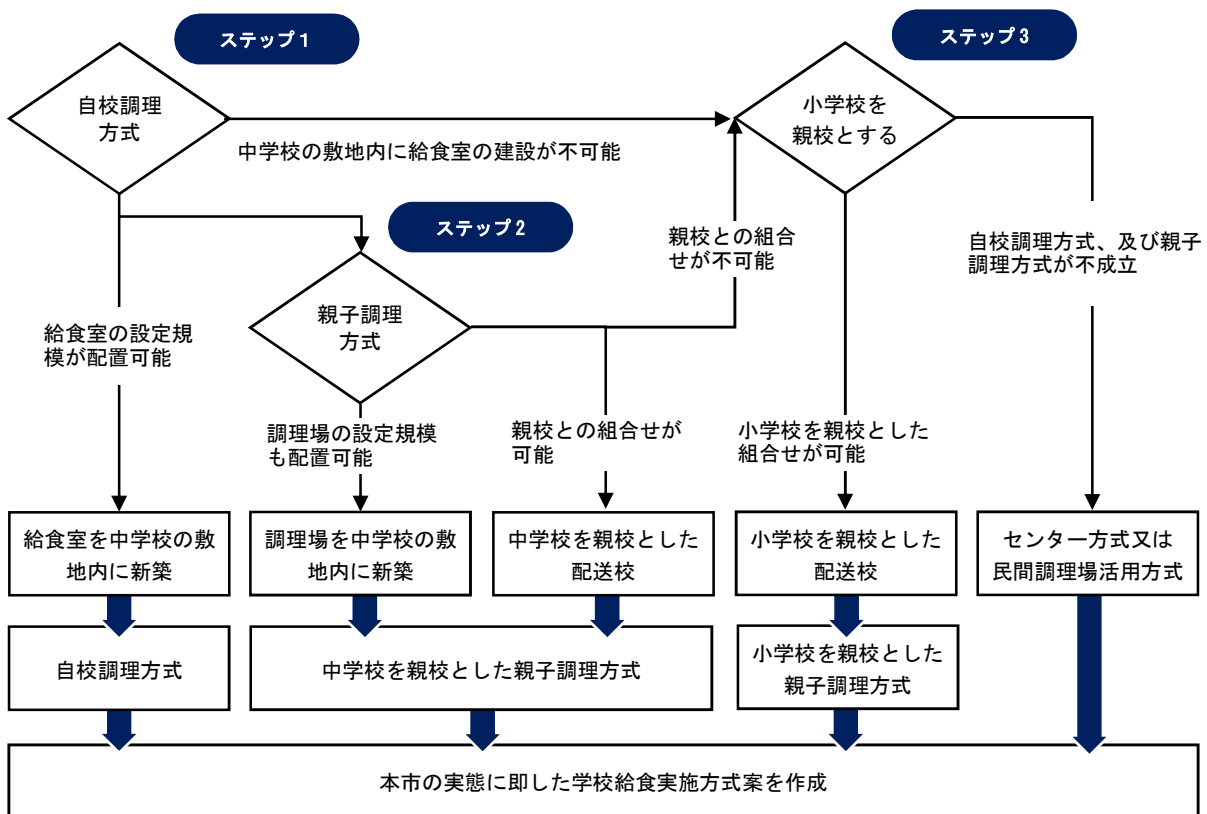 ステップ1
ステップ3
自校調理
方式
小学校を
親校とする
中学校の敷地内に給食室の建設が不可能
ステップ2
親校との組合
せが不可能
自校調理方式、及び親子
調理方式が不成立
親子調理
方式
給食室の設定規
模が配置可能
調理場の設定規模
も配置可能
親校との組合せが
可能
小学校を親校とした
組合せが可能
給食室を中学校の敷
地内に新築
調理場を中学校の敷
地内に新築
中学校を親校とした
配送校
小学校を親校とした
配送校
センター方式又は
民間調理場活用方式
自校調理方式
中学校を親校とした親子調理方式
小学校を親校とした
親子調理方式
本市の実態に即した学校給食実施方式案を作成